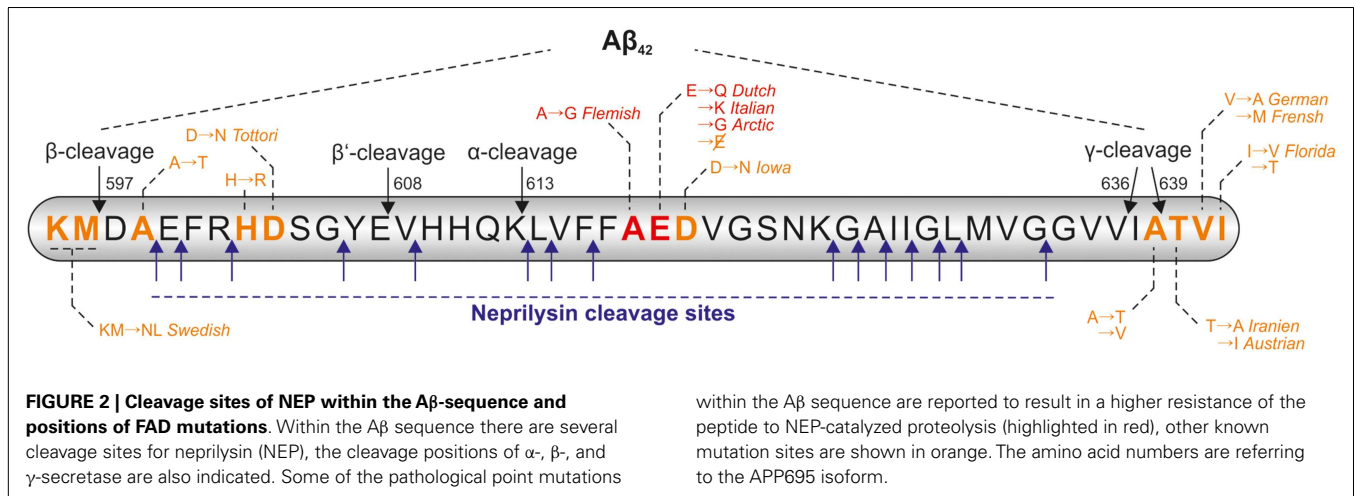 Aβ42
E→Q Dutch
→K Italian
→G Arctic
→E̸
A→G Flemish
V→A German
→M Frensh
D→N Tottori
β-cleavage
A→T
β‘-cleavage
α-cleavage
D→N Iowa
γ-cleavage
I→V Florida
→T
597
H→R
608
613
636
639
KMDAEFRHDSGYEVHHQKLVFFAEDVGSNKGAIIGLMVGGVVIATVI
Neprilysin cleavage sites
KM→NL Swedish
A→T
→V
T→A Iranien
→I Austrian
FIGURE 2 | Cleavage sites of NEP within the Aβ-sequence and
positions of FAD mutations. Within the Aβ sequence there are several
cleavage sites for neprilysin (NEP), the cleavage positions of α-, β-, and
γ-secretase are also indicated. Some of the pathological point mutations
within the Aβ sequence are reported to result in a higher resistance of the
peptide to NEP-catalyzed proteolysis (highlighted in red), other known
mutation sites are shown in orange. The amino acid numbers are referring
to the APP695 isoform.